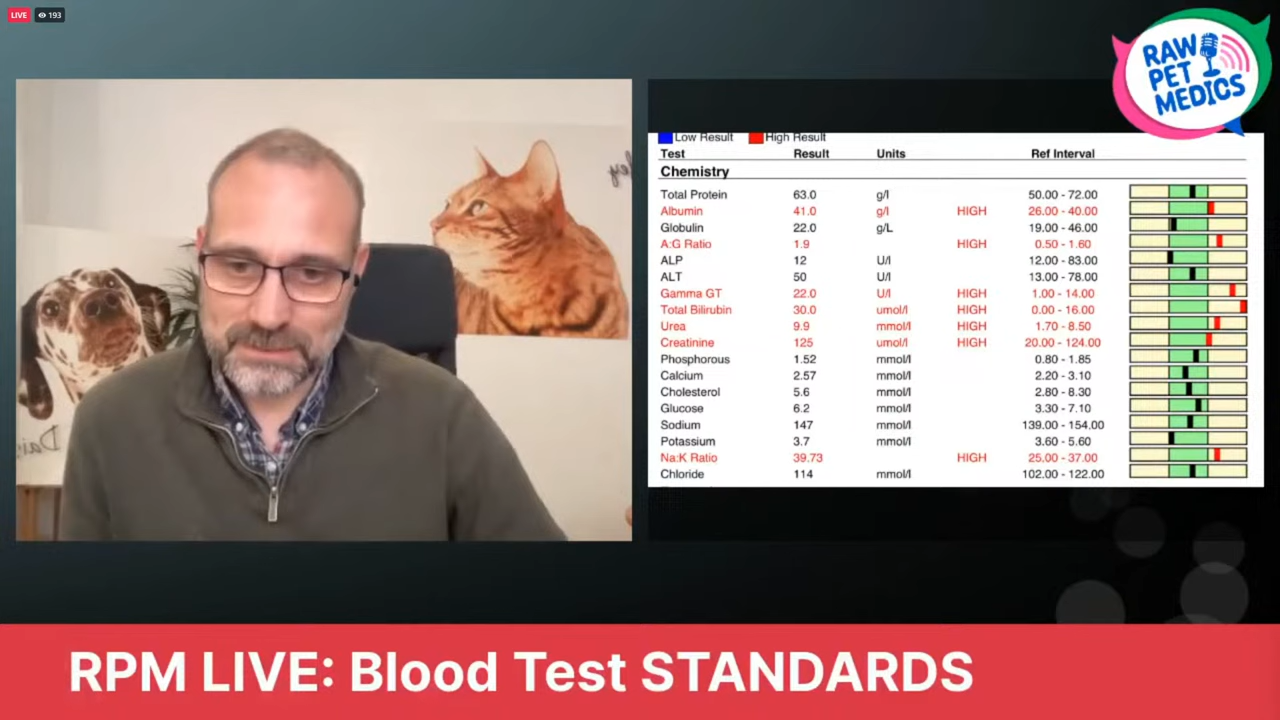 LIVE 193
RAW
PET
MEDICS
Low Result High Result
Test Result Units Ref Interval
Chemistry
Total Protein 63.0 g/l 50.00 - 72.00
Albumin 41.0 g/l HIGH 26.00 - 40.00
Globulin 22.0 g/L 19.00 - 46.00
A:G Ratio 1.9 HIGH 0.50 - 1.60
ALP 12 U/l 12.00 - 83.00
ALT 50 U/l 13.00 - 78.00
Gamma GT 22.0 U/l HIGH 1.00 - 14.00
Total Bilirubin 30.0 umol/l HIGH 0.00 - 16.00
Urea 9.9 mmol/l HIGH 1.70 - 8.50
Creatinine 125 umol/l HIGH 20.00 - 124.00
Phosphorous 1.52 mmol/l 0.80 - 1.85
Calcium 2.57 mmol/l 2.20 - 3.10
Cholesterol 5.6 mmol/l 2.80 - 8.30
Glucose 6.2 mmol/l 3.30 - 7.10
Sodium 147 mmol/l 139.00 - 154.00
Potassium 3.7 mmol/l 3.60 - 5.60
Na:K Ratio 39.73 HIGH 25.00 - 37.00
Chloride 114 mmol/l 102.00 - 122.00
RPM LIVE: Blood Test STANDARDS